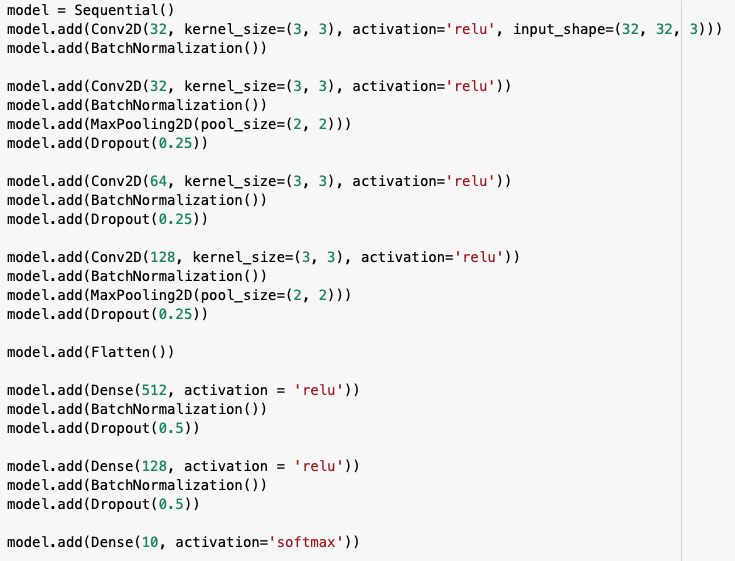 model = Sequential()
model.add(Conv2D(32, kernel_size=(3, 3), activation='relu', input_shape=(32, 32, 3)))
model.add(BatchNormalization())

model.add(Conv2D(32, kernel_size=(3, 3), activation='relu'))
model.add(BatchNormalization())
model.add(MaxPooling2D(pool_size=(2, 2)))
model.add(Dropout(0.25))

model.add(Conv2D(64, kernel_size=(3, 3), activation='relu'))
model.add(BatchNormalization())
model.add(Dropout(0.25))

model.add(Conv2D(128, kernel_size=(3, 3), activation='relu'))
model.add(BatchNormalization())
model.add(MaxPooling2D(pool_size=(2, 2)))
model.add(Dropout(0.25))

model.add(Flatten())

model.add(Dense(512, activation = 'relu'))
model.add(BatchNormalization())
model.add(Dropout(0.5))

model.add(Dense(128, activation = 'relu'))
model.add(BatchNormalization())
model.add(Dropout(0.5))

model.add(Dense(10, activation='softmax'))